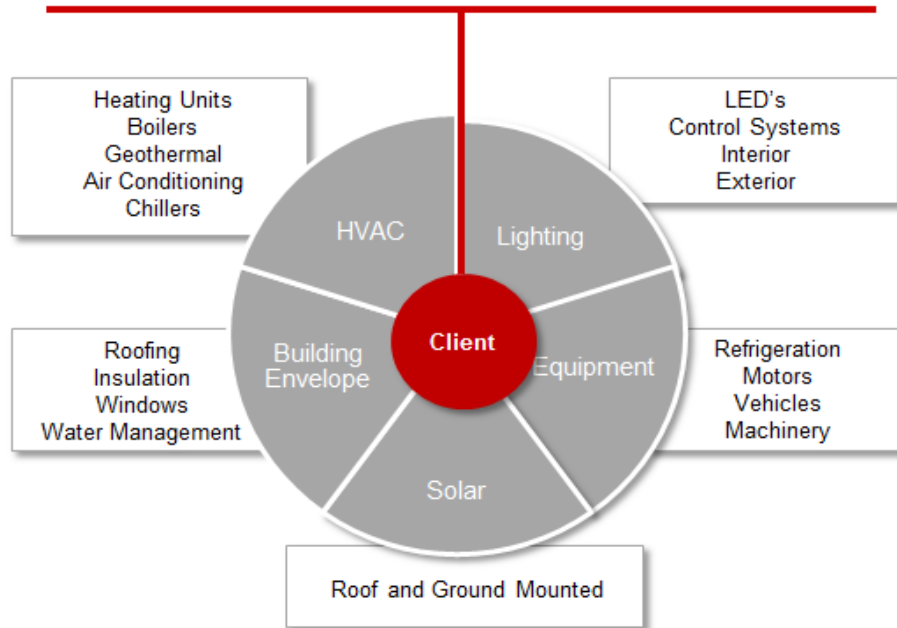 Heating Units
Boilers
Geothermal
Air Conditioning
Chillers
LED's
Control Systems
Interior
Exterior
HVAC
Lighting
Client
Building
Envelope
Equipment
Solar
Roofing
Insulation
Windows
Water Management
Refrigeration
Motors
Vehicles
Machinery
Roof and Ground Mounted